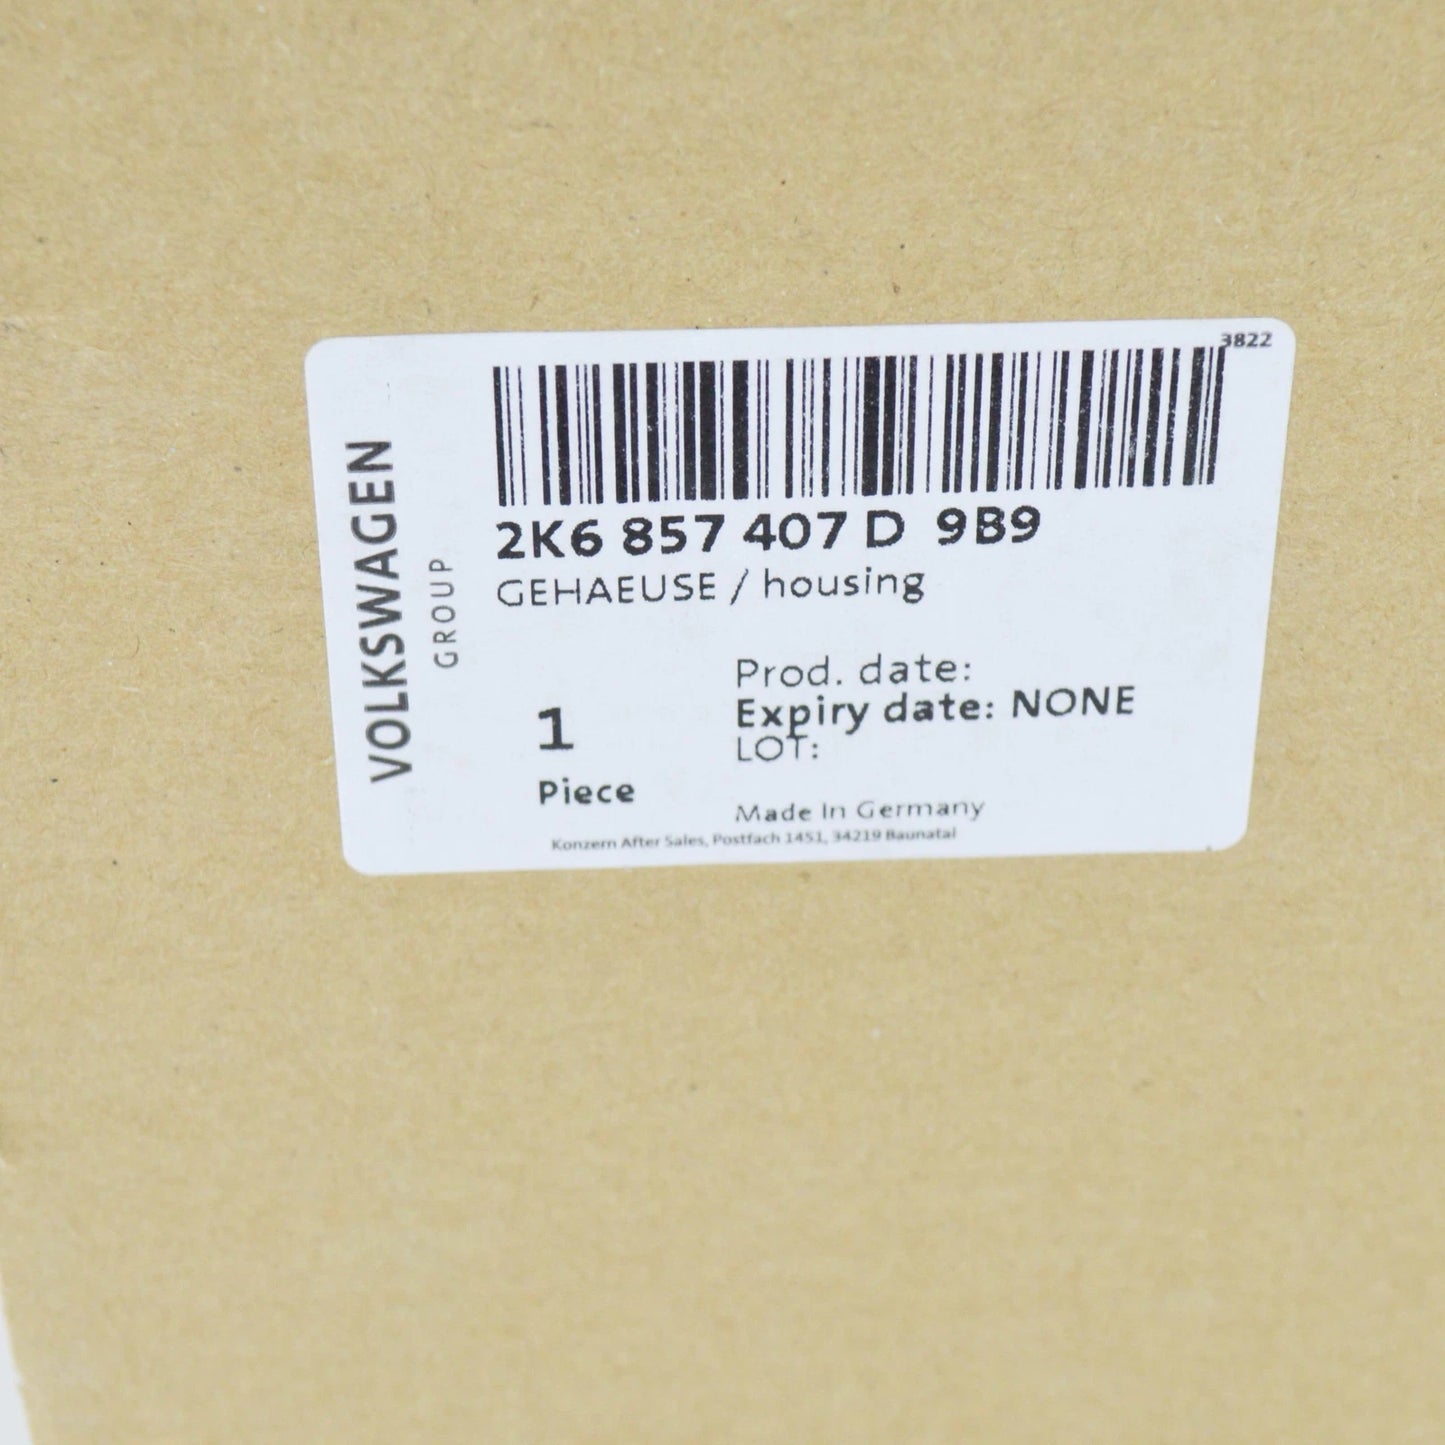 3822
2K6 857 407 D 9B9
GEHAEUSE / housing
VOLKSWAGEN
GROUP
Prod. date:
Expiry date: NONE
LOT:
1
Piece
Made In Germany
Konzern After Sales, Postfach 1451, 34219 Baunatal